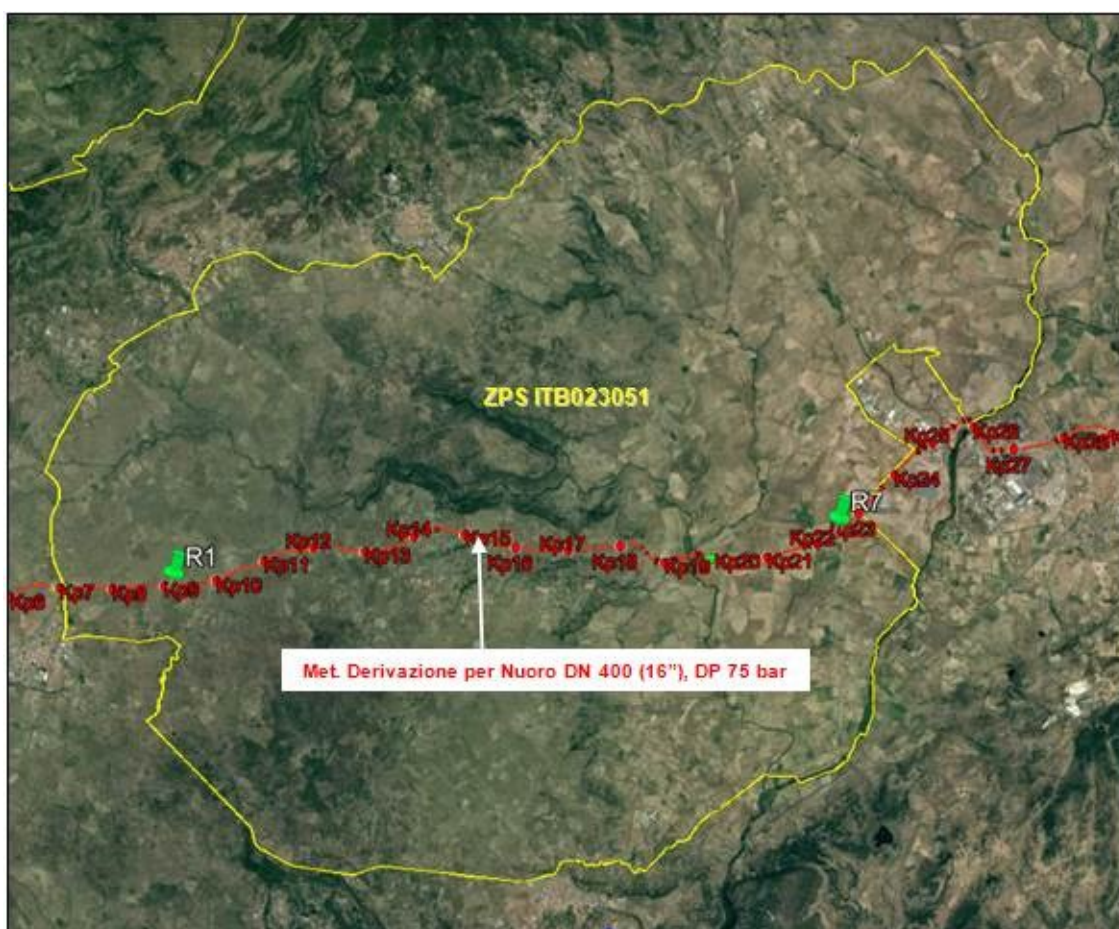 ZPS ITB023051
R7
R1
Kp6
Kp7
Kp8
Kp9
Kp10
Kp11
Kp12
Kp13
Kp14
Kp15
Kp16
Kp17
Kp18
Kp19
Kp20
Kp21
Kp22
Kp23
Kp24
Kp27
Met. Derivazione per Nuoro DN 400 (16”), DP 75 bar